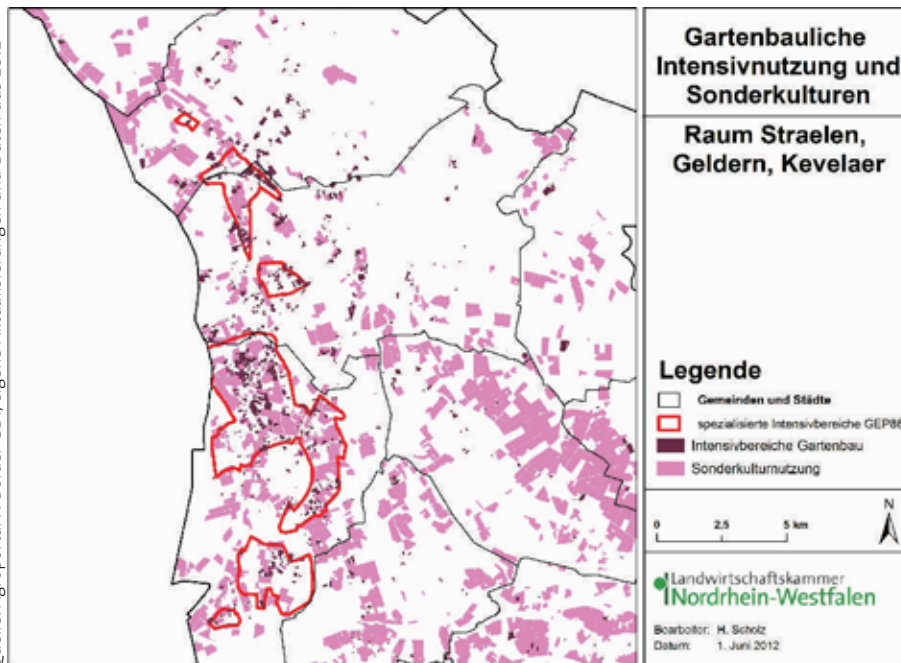 Gartenbauliche
Intensivnutzung und
Sonderkulturen
Raum Straelen,
Geldern, Kevelaer
Legende
Gemeinden und Städte
spezialisierte Intensivbereiche GEP86
Intensivbereiche Gartenbau
Sonderkulturnutzung
N
0 2,5 5 km
Landwirtschaftskammer
Nordrhein-Westfalen
Bearbeiter: H. Scholz
Datum: 1. Juni 2012